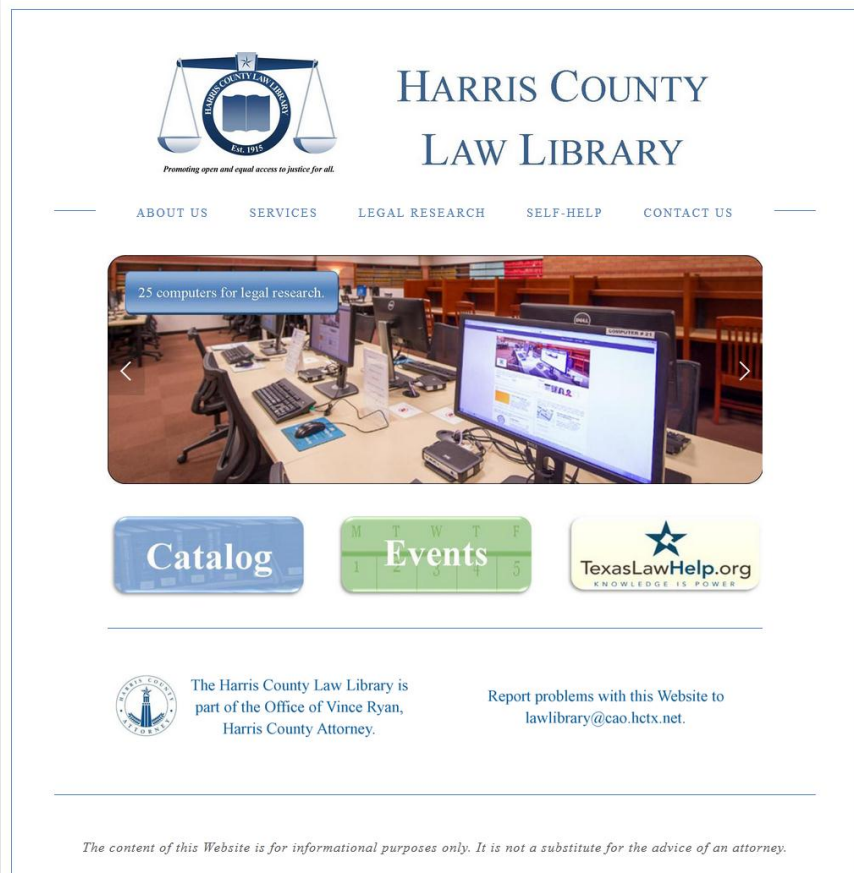 HARRIS COUNTY LAW LIBRARY
Est. 1915
Promoting open and equal access to justice for all.
HARRIS COUNTY
LAW LIBRARY
ABOUT US SERVICES LEGAL RESEARCH SELF-HELP CONTACT US
25 computers for legal research.
DELL
COMPUTER # 21
Catalog
M T W T F
Events
1 2 3 4 5
TexasLawHelp.org
KNOWLEDGE IS POWER
HARRIS COUNTY
ATTORNEY
The Harris County Law Library is
part of the Office of Vince Ryan,
Harris County Attorney.
Report problems with this Website to
lawlibrary@cao.hctx.net.
The content of this Website is for informational purposes only. It is not a substitute for the advice of an attorney.